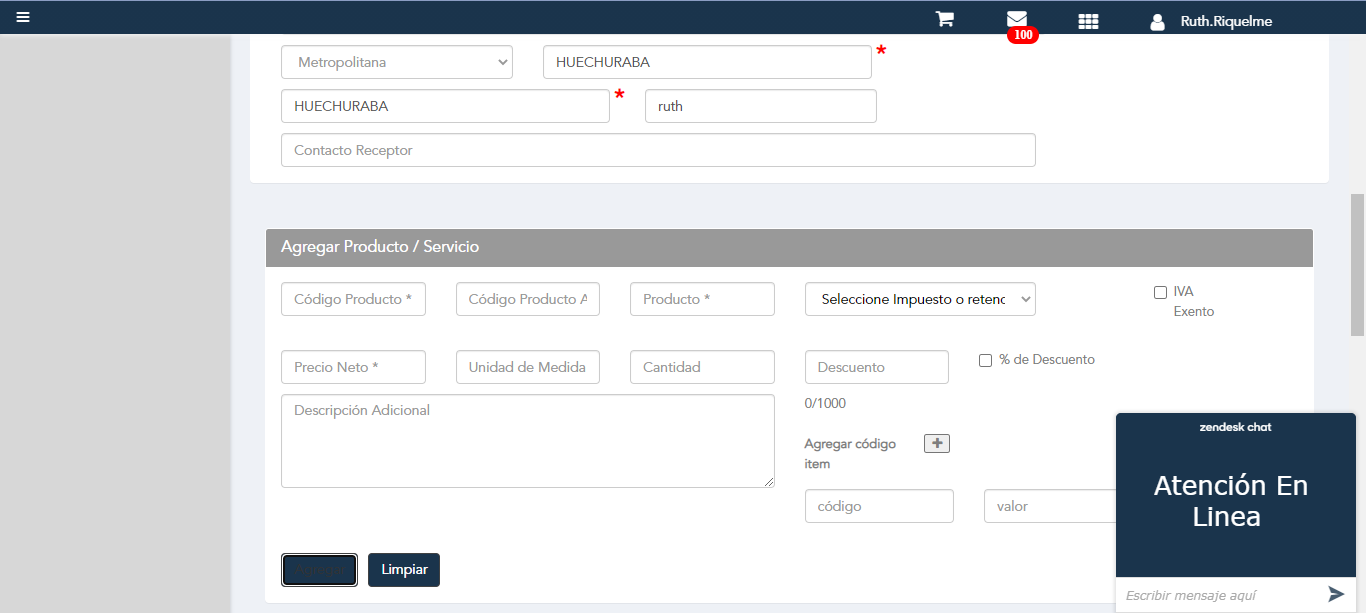 Ruth.Riquelme
100
Metropolitana
HUECHURABA
*
HUECHURABA
*
ruth
Contacto Receptor
Agregar Producto / Servicio
Código Producto *
Código Producto A
Producto *
Seleccione Impuesto o retenc
IVA
Exento
Precio Neto *
Unidad de Medida
Cantidad
Descuento
% de Descuento
Descripción Adicional
0/1000
Agregar código
item
+
código
valor
Agregar
Limpiar
zendesk chat
Atención En
Linea
Escribir mensaje aquí